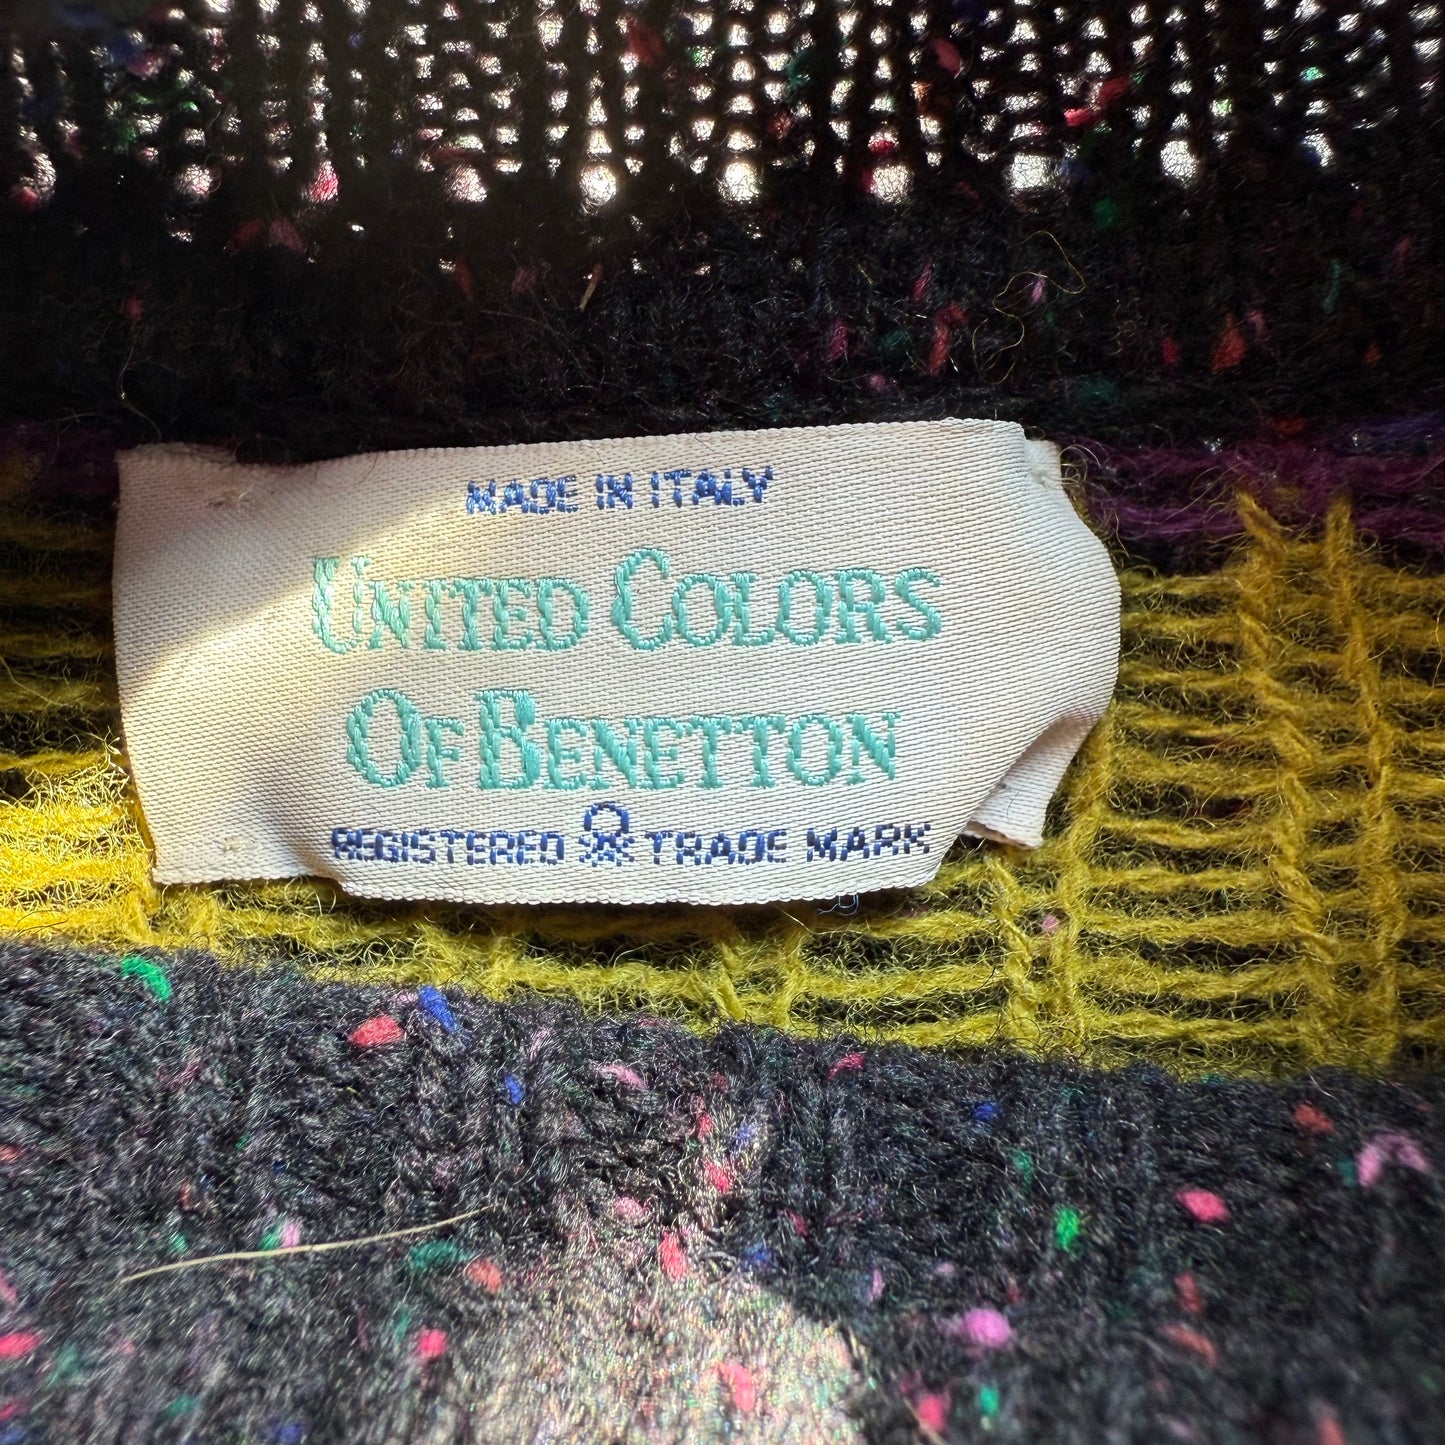 MADE IN ITALY
UNITED COLORS
OF BENETTON
REGISTERED TRADE MARK